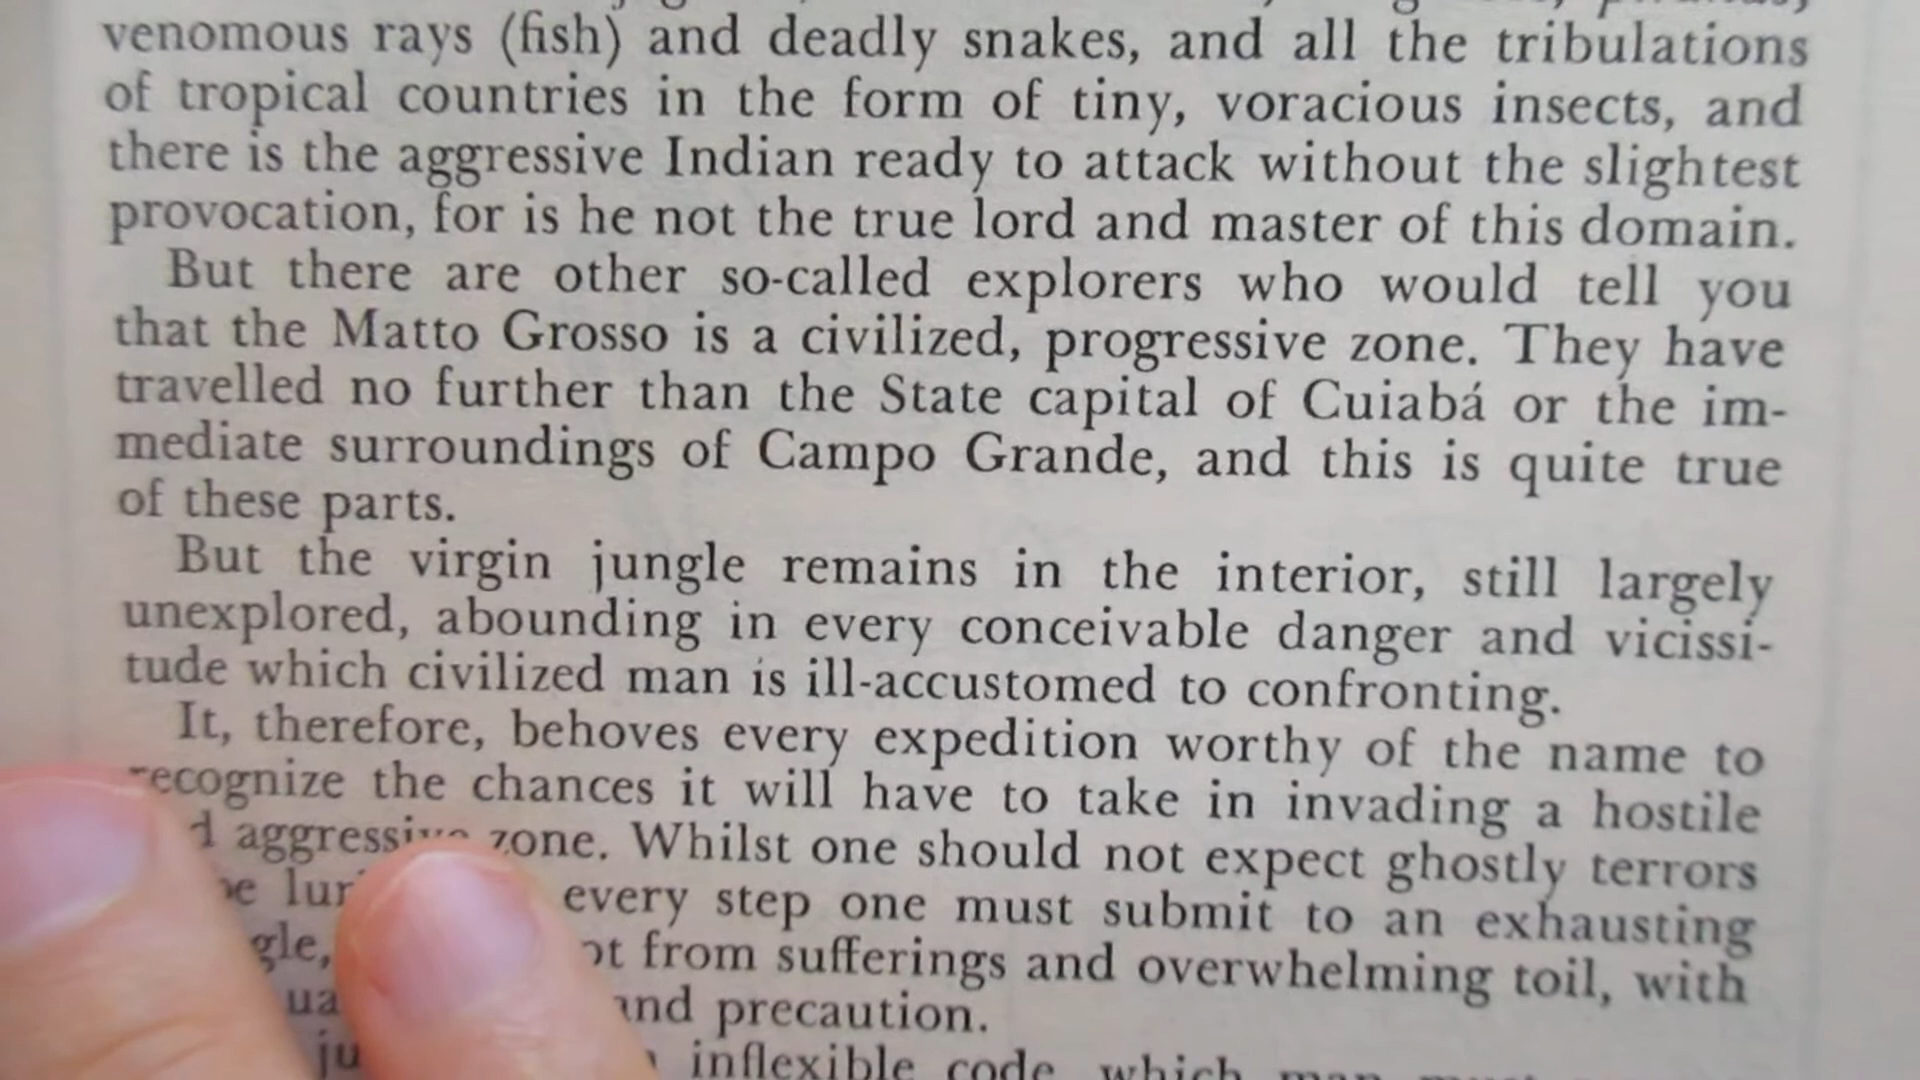 venomous rays (fish) and deadly snakes, and all the tribulations
of tropical countries in the form of tiny, voracious insects, and
there is the aggressive Indian ready to attack without the slightest
provocation, for is he not the true lord and master of this domain.
But there are other so-called explorers who would tell you
that the Matto Grosso is a civilized, progressive zone. They have
travelled no further than the State capital of Cuiabá or the im-
mediate surroundings of Campo Grande, and this is quite true
of these parts.
But the virgin jungle remains in the interior, still largely
unexplored, abounding in every conceivable danger and vicissi-
tude which civilized man is ill-accustomed to confronting.
It, therefore, behoves every expedition worthy of the name to
recognize the chances it will have to take in invading a hostile
aggressive zone. Whilst one should not expect ghostly terrors
every step one must submit to an exhausting
from sufferings and overwhelming toil, with
and precaution.
inflexible code which man